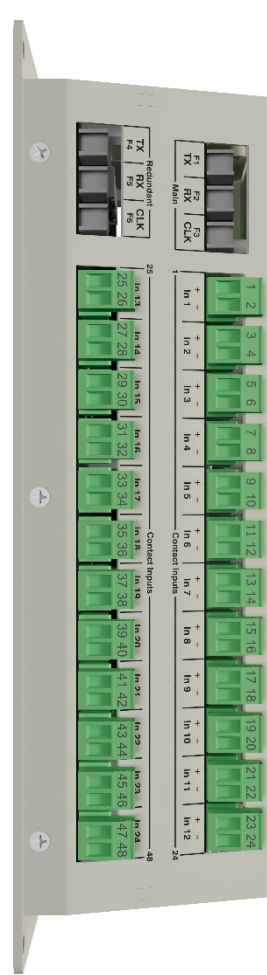 F1 F2 F3
TX RX CLK
Main
Redundant
TX RX CLK
F4 F5 F6
1 2
3 4
5 6
7 8
9 10
11 12
13 14
15 16
17 18
19 20
21 22
23 24
+ - + - + - + - + - + - + - + - + - + - + - + -
In 1
In 2
In 3
In 4
In 5
In 6
In 7
In 8
In 9
In 10
In 11
In 12
1 Contact Inputs 24
25 Contact Inputs 48
In 13
In 14
In 15
In 16
In 17
In 18
In 19
In 20
In 21
In 22
In 23
In 24
25 26
27 28
29 30
31 32
33 34
35 36
37 38
39 40
41 42
43 44
45 46
47 48